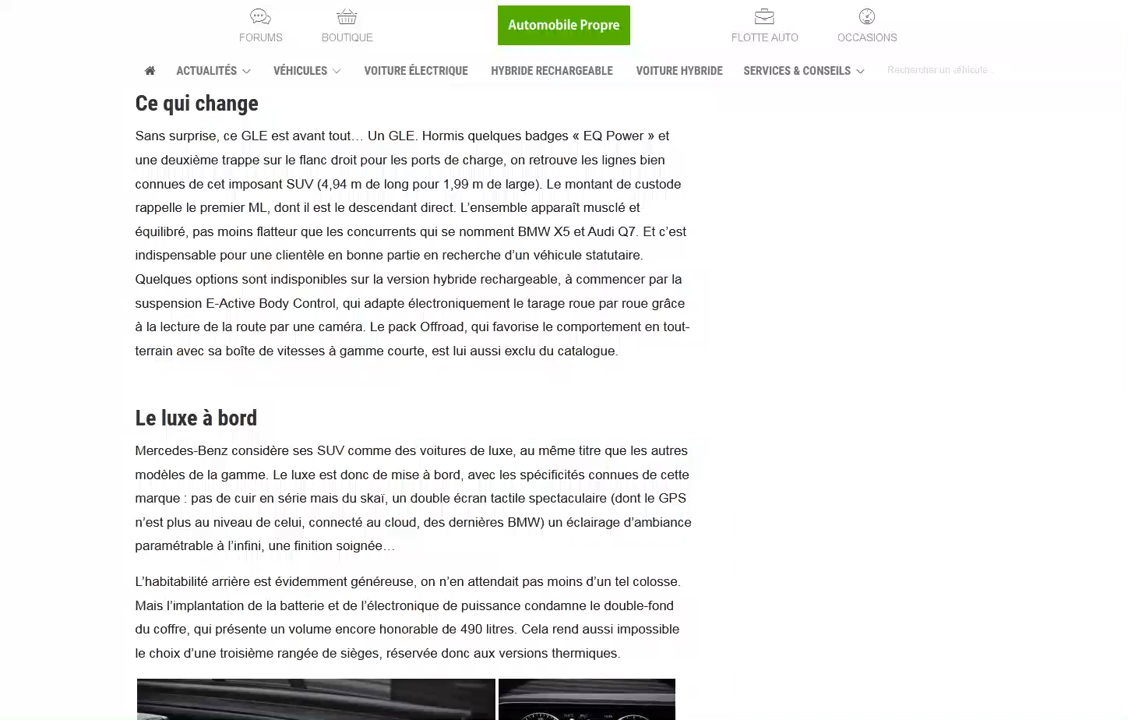 FORUMS
BOUTIQUE
Automobile Propre
FLOTTE AUTO
OCCASIONS
ACTUALITÉS
VÉHICULES
VOITURE ÉLECTRIQUE
HYBRIDE RECHARGEABLE
VOITURE HYBRIDE
SERVICES & CONSEILS
Rechercher un véhicule...
Ce qui change
Sans surprise, ce GLE est avant tout… Un GLE. Hormis quelques badges « EQ Power » et
une deuxième trappe sur le flanc droit pour les ports de charge, on retrouve les lignes bien
connues de cet imposant SUV (4,94 m de long pour 1,99 m de large). Le montant de custode
rappelle le premier ML, dont il est le descendant direct. L’ensemble apparaît musclé et
équilibré, pas moins flatteur que les concurrents qui se nomment BMW X5 et Audi Q7. Et c’est
indispensable pour une clientèle en bonne partie en recherche d’un véhicule statutaire.
Quelques options sont indisponibles sur la version hybride rechargeable, à commencer par la
suspension E-Active Body Control, qui adapte électroniquement le tarage roue par roue grâce
à la lecture de la route par une caméra. Le pack Offroad, qui favorise le comportement en tout-
terrain avec sa boîte de vitesses à gamme courte, est lui aussi exclu du catalogue.
Le luxe à bord
Mercedes-Benz considère ses SUV comme des voitures de luxe, au même titre que les autres
modèles de la gamme. Le luxe est donc de mise à bord, avec les spécificités connues de cette
marque : pas de cuir en série mais du skaï, un double écran tactile spectaculaire (dont le GPS
n’est plus au niveau de celui, connecté au cloud, des dernières BMW) un éclairage d’ambiance
paramétrable à l’infini, une finition soignée…
L’habitabilité arrière est évidemment généreuse, on n’en attendait pas moins d’un tel colosse.
Mais l’implantation de la batterie et de l’électronique de puissance condamne le double-fond
du coffre, qui présente un volume encore honorable de 490 litres. Cela rend aussi impossible
le choix d’une troisième rangée de sièges, réservée donc aux versions thermiques.